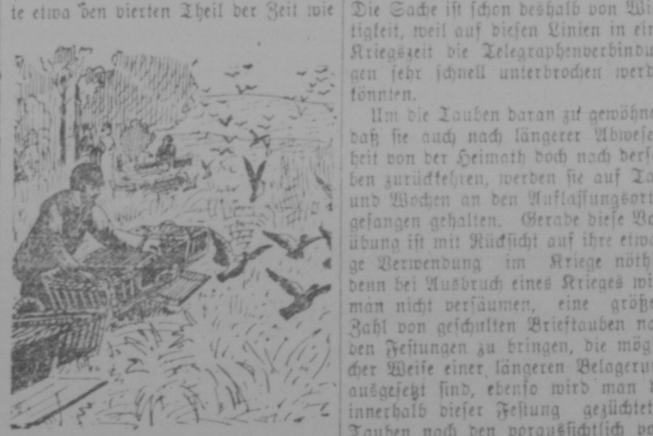 te etwa den vierten Theil der Zeit wie
Die Sache ist schon deshalb von Wich
tigkeit, weil auf diesen Linien in ein
Kriegszeit die Telegraphenverbindu
gen sehr schnell unterbrochen werd
könnten.
Um die Tauben daran zu gewöhne
daß sie auch nach längerer Abwese
heit von der Heimath doch nach derse
ben zurückkehren, werden sie auf Ta
und Wochen an den Auflassungsort
gefangen gehalten. Gerade diese Vo
übung ist mit Rücksicht auf ihre etwa
ge Verwendung im Kriege nöth
denn bei Ausbruch eines Krieges wi
man nicht versäumen, eine größe
Zahl von geschulten Brieftauben na
den Festungen zu bringen, die mög
cher Weise einer längeren Belageru
ausgesetzt sind, ebenso wird man d
innerhalb dieser Festung gezüchtet
Tauben nach den voraussichtlich vo